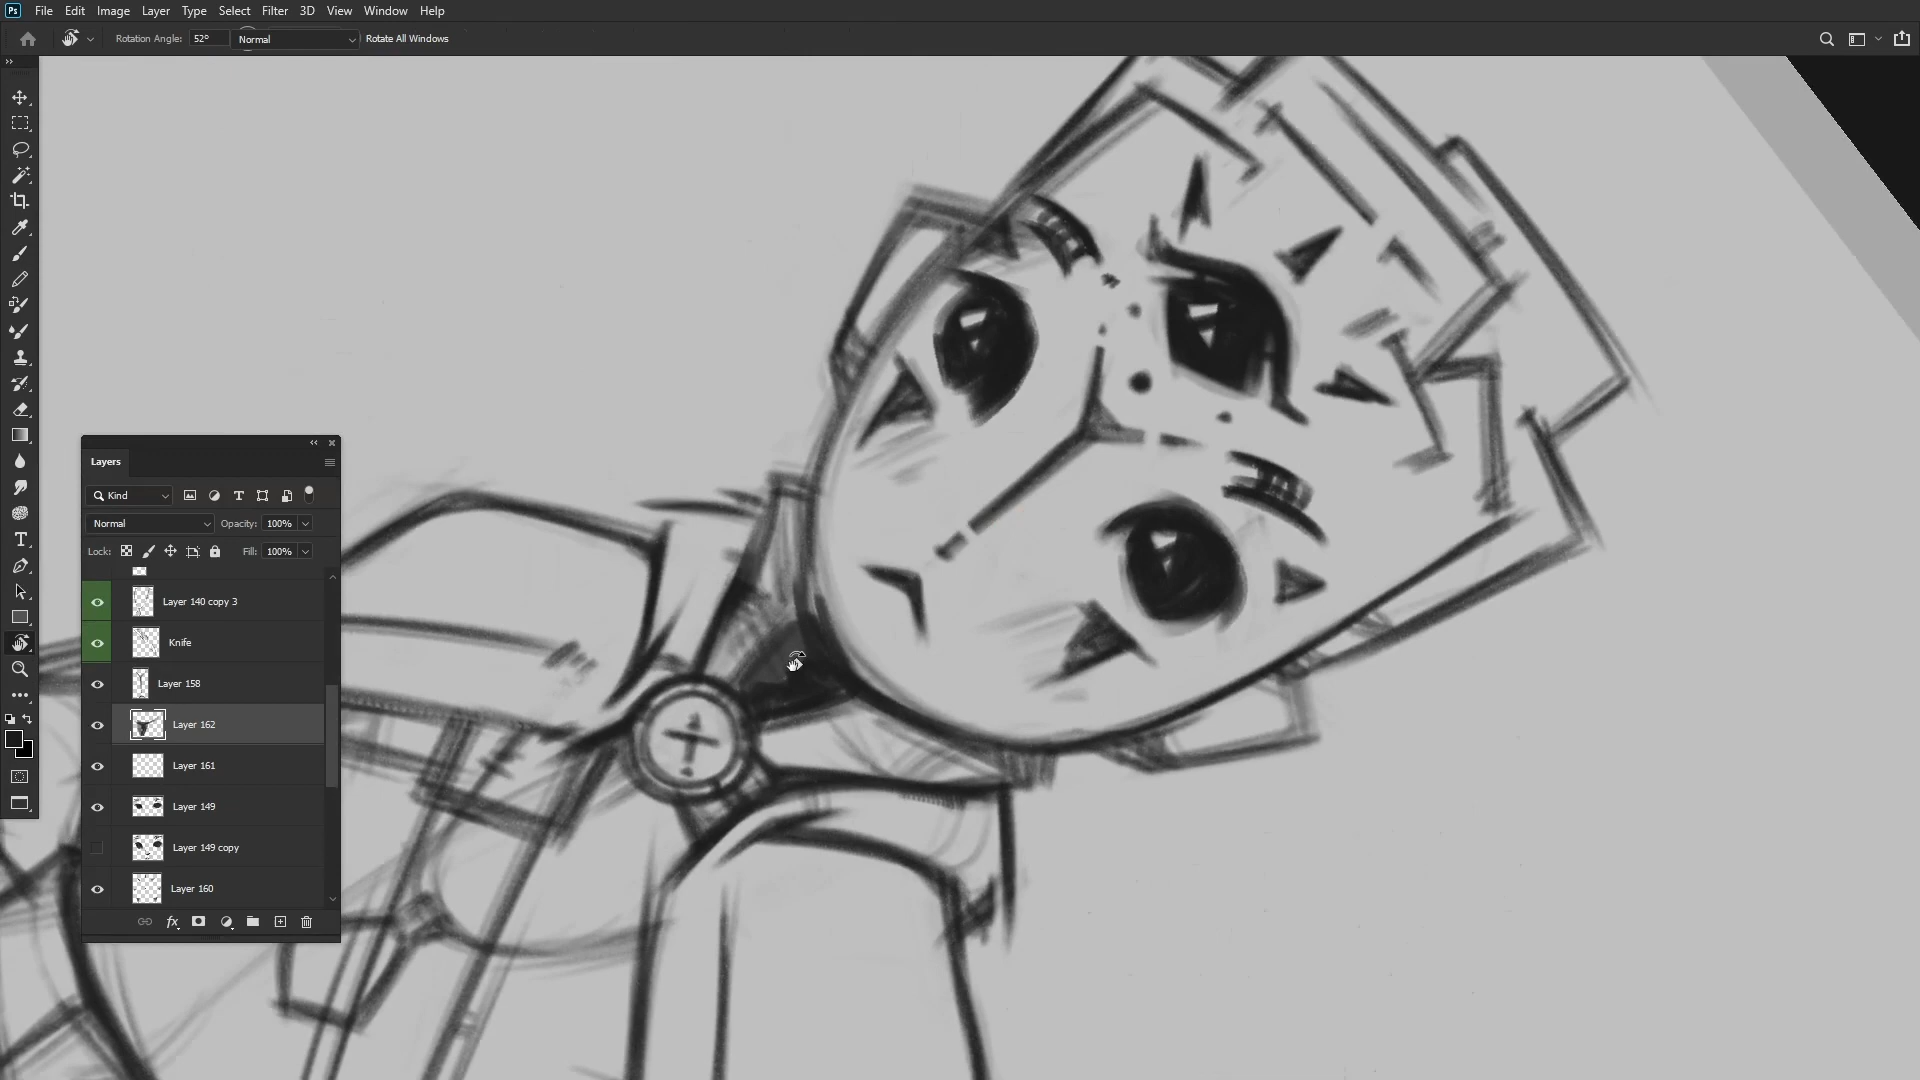 Ps File Edit Image Layer Type Select Filter 3D View Window Help
Rotation Angle: 52° Normal Rotate All Windows
Layers
Kind
Normal Opacity: 100%
Lock: Fill: 100%
Layer 140 copy 3
Knife
Layer 158
Layer 162
Layer 161
Layer 149
Layer 149 copy
Layer 160
fx